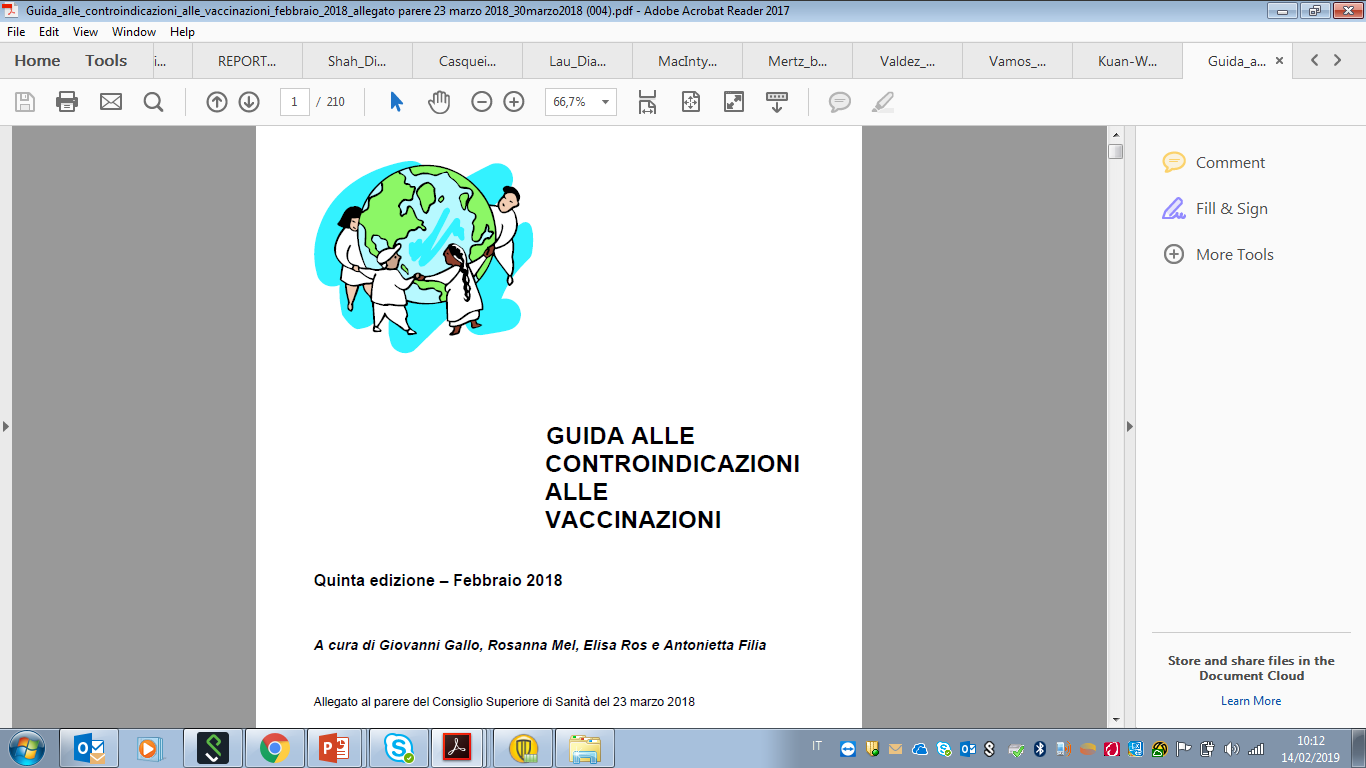 Guida_alle_controindicazioni_alle_vaccinazioni_febbraio_2018_allegato parere 23 marzo 2018_30marzo2018 (004).pdf - Adobe Acrobat Reader 2017
File Edit View Window Help
Home Tools i... REPORT... Shah_Di... Casquei... Lau_Dia... MacInty... Mertz_b... Valdez_... Vamos_... Kuan-W... Guida_a...
1 / 210 66,7%
Comment
Fill & Sign
More Tools
GUIDA ALLE
CONTROINDICAZIONI
ALLE
VACCINAZIONI
Quinta edizione – Febbraio 2018
A cura di Giovanni Gallo, Rosanna Mel, Elisa Ros e Antonietta Filia
Allegato al parere del Consiglio Superiore di Sanità del 23 marzo 2018
Store and share files in the
Document Cloud
Learn More
IT
10:12
14/02/2019